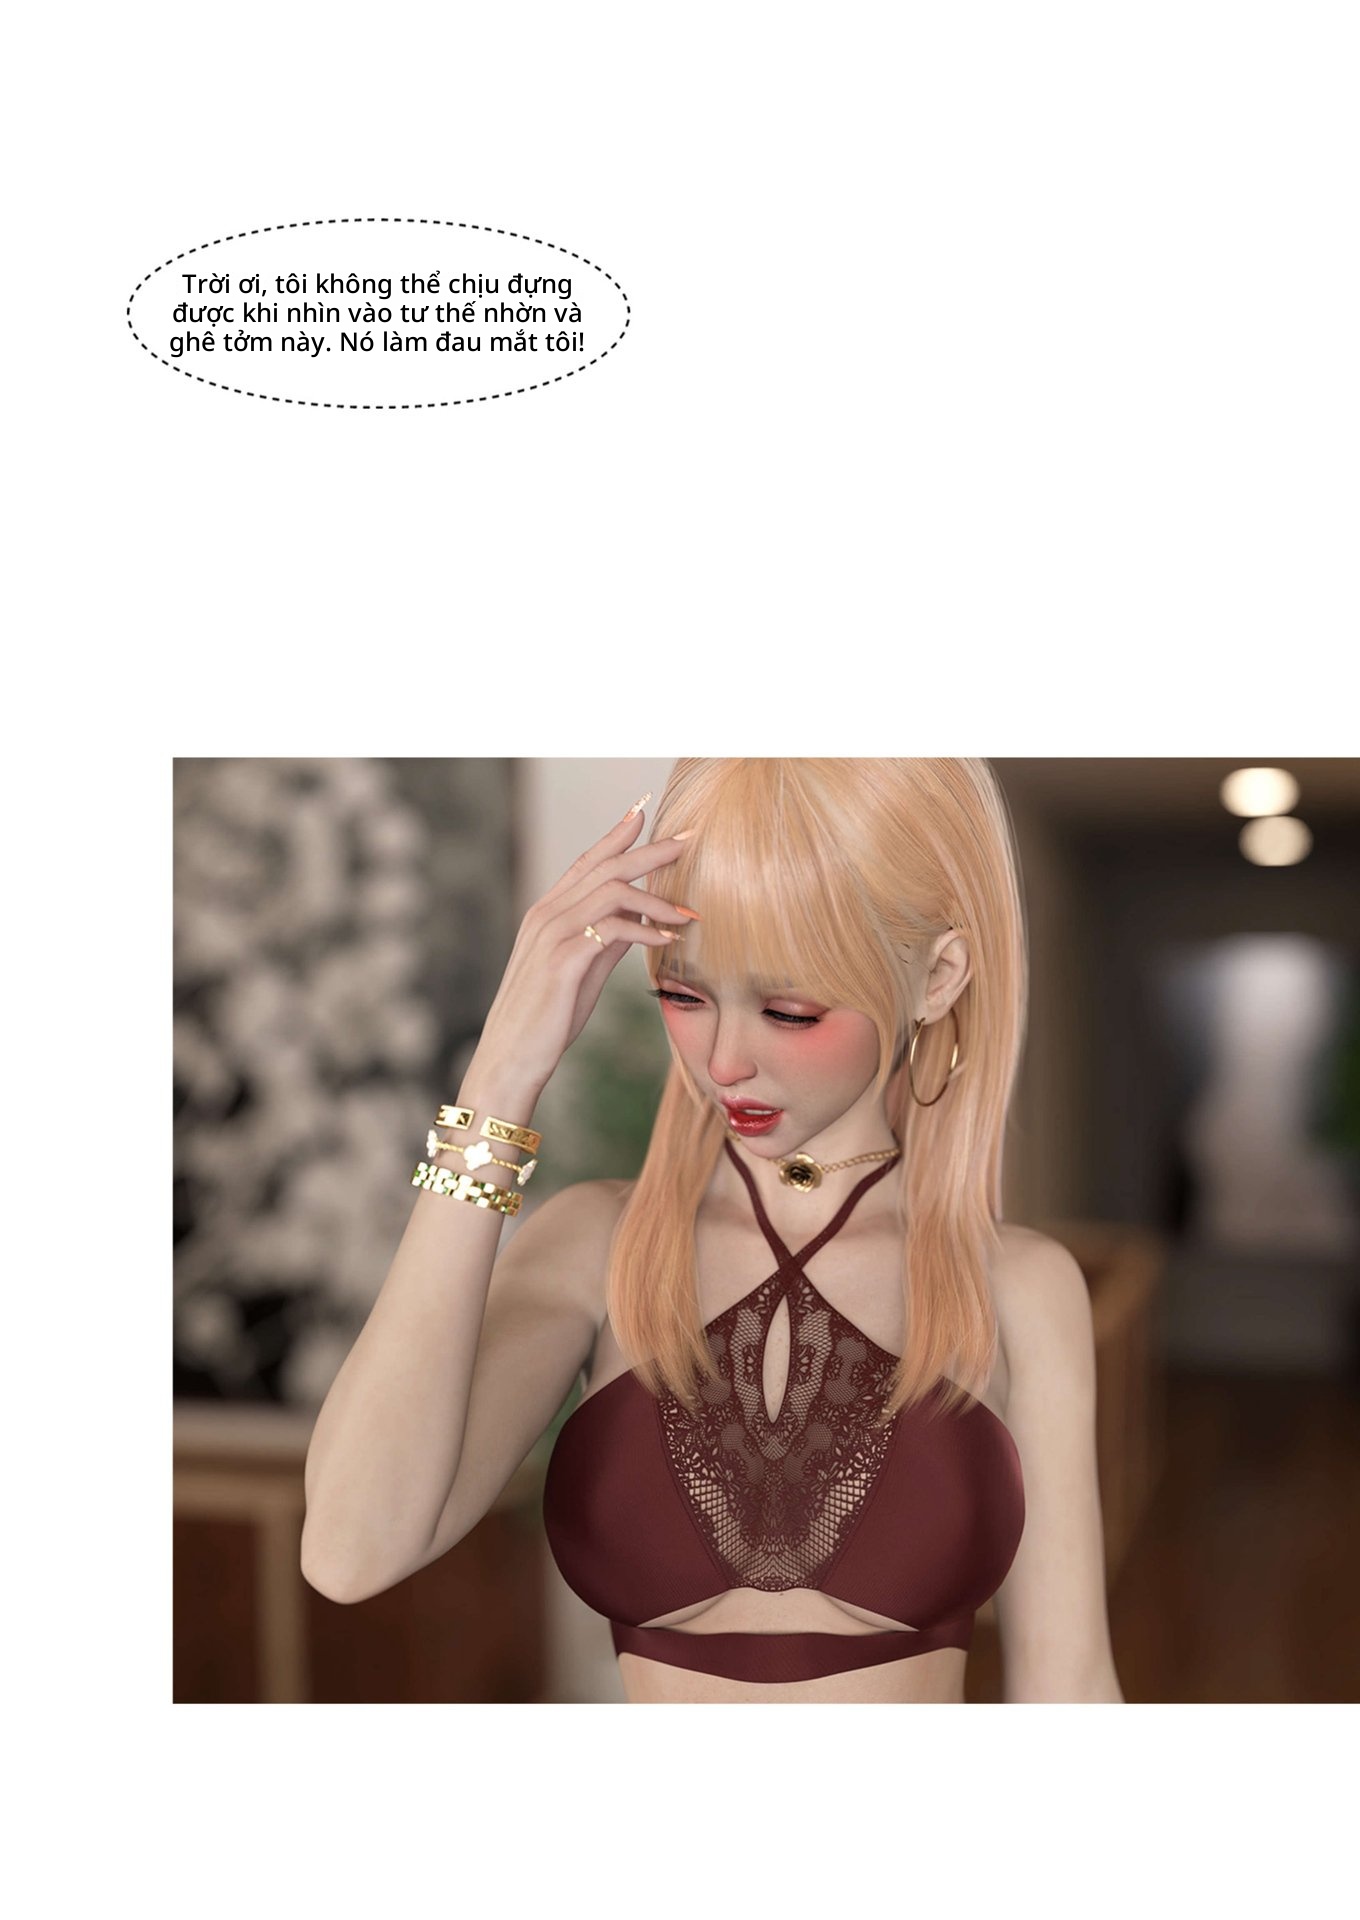 Trời ơi, tôi không thể chịu đựng
được khi nhìn vào tư thế nhờn và
ghê tởm này. Nó làm đau mắt tôi!